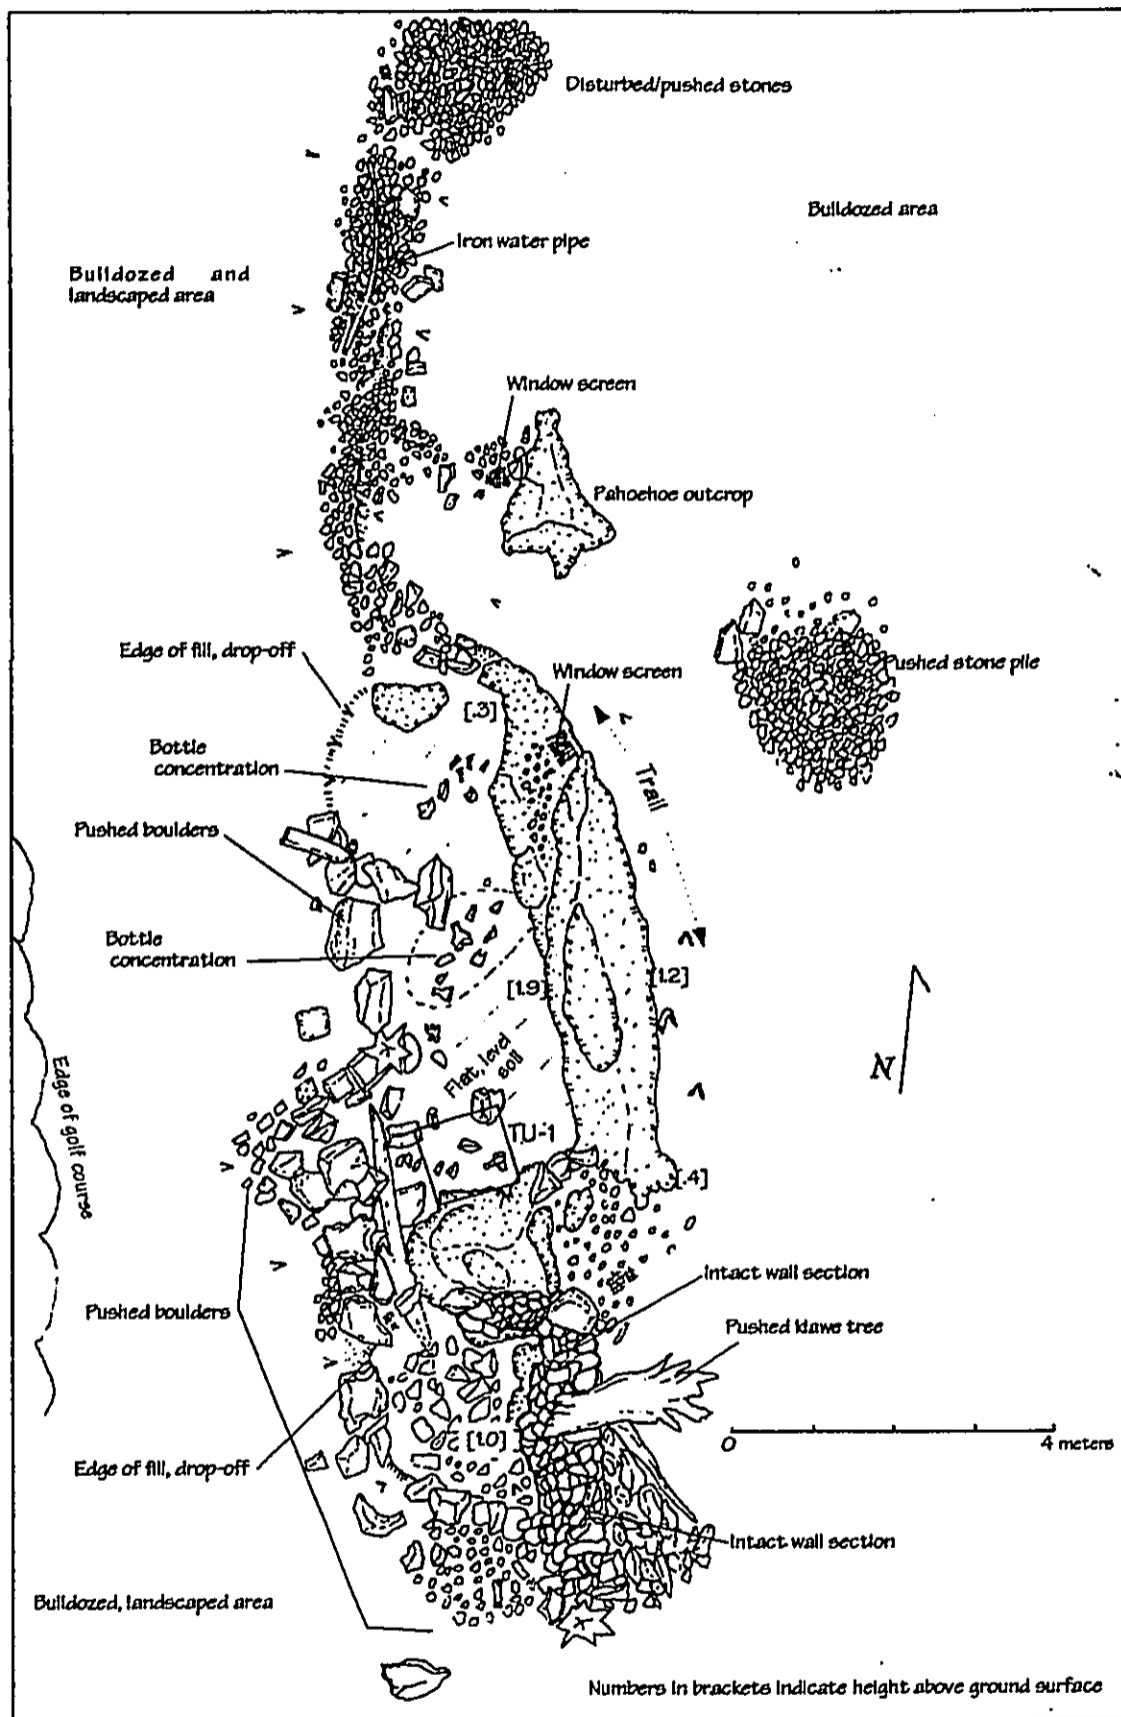 Disturbed/pushed stones
Bulldozed area
Iron water pipe
Bulldozed and
landscaped area
Window screen
Pahoehoe outcrop
Edge of fill, drop-off
Window screen
Pushed stone pile
[.3]
Bottle
concentration
Trail
Pushed boulders
Bottle
concentration
[1.9]
[1.2]
Flat, level
soil
N
Edge of golf course
TU-1
[.4]
Intact wall section
Pushed kiawe tree
Pushed boulders
0
4 meters
[1.0]
Edge of fill, drop-off
Intact wall section
Bulldozed, landscaped area
Numbers in brackets indicate height above ground surface